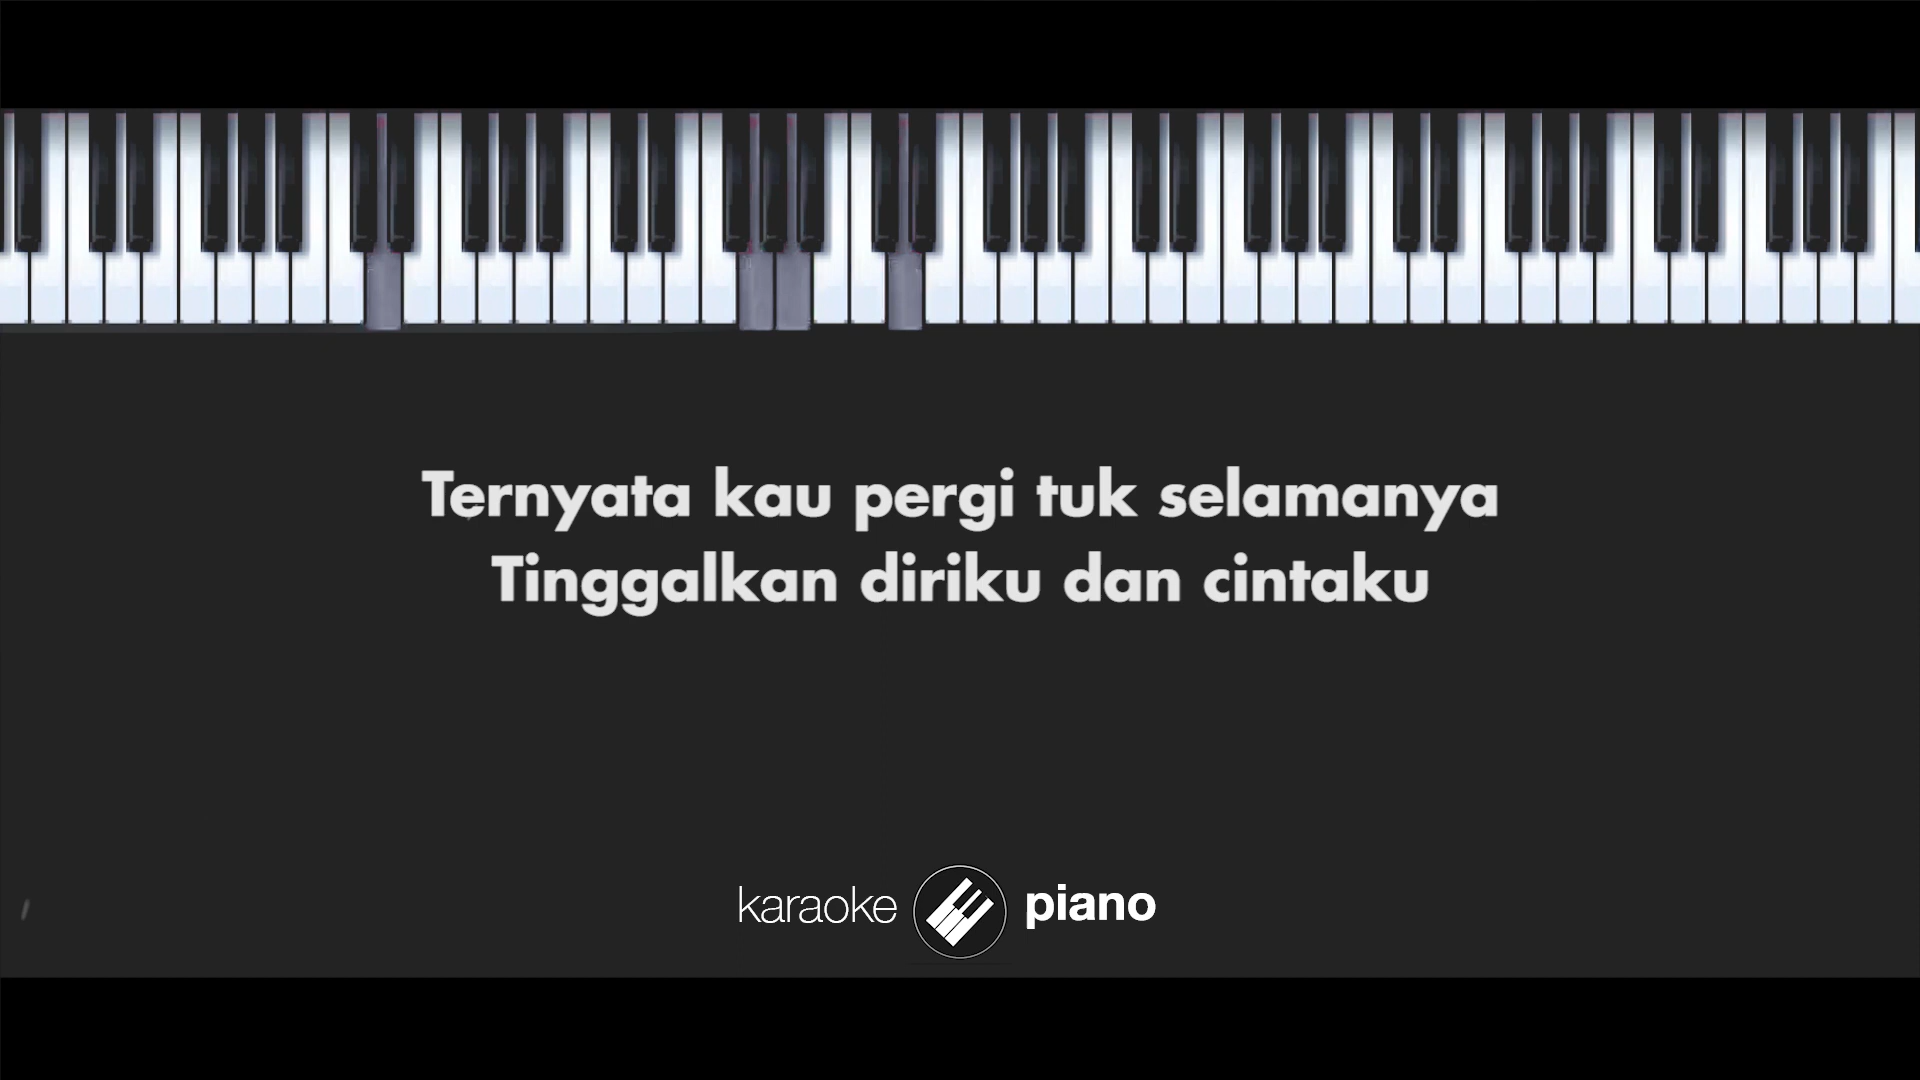 Ternyata kau pergi tuk selamanya
Tinggalkan diriku dan cintaku
karaoke piano